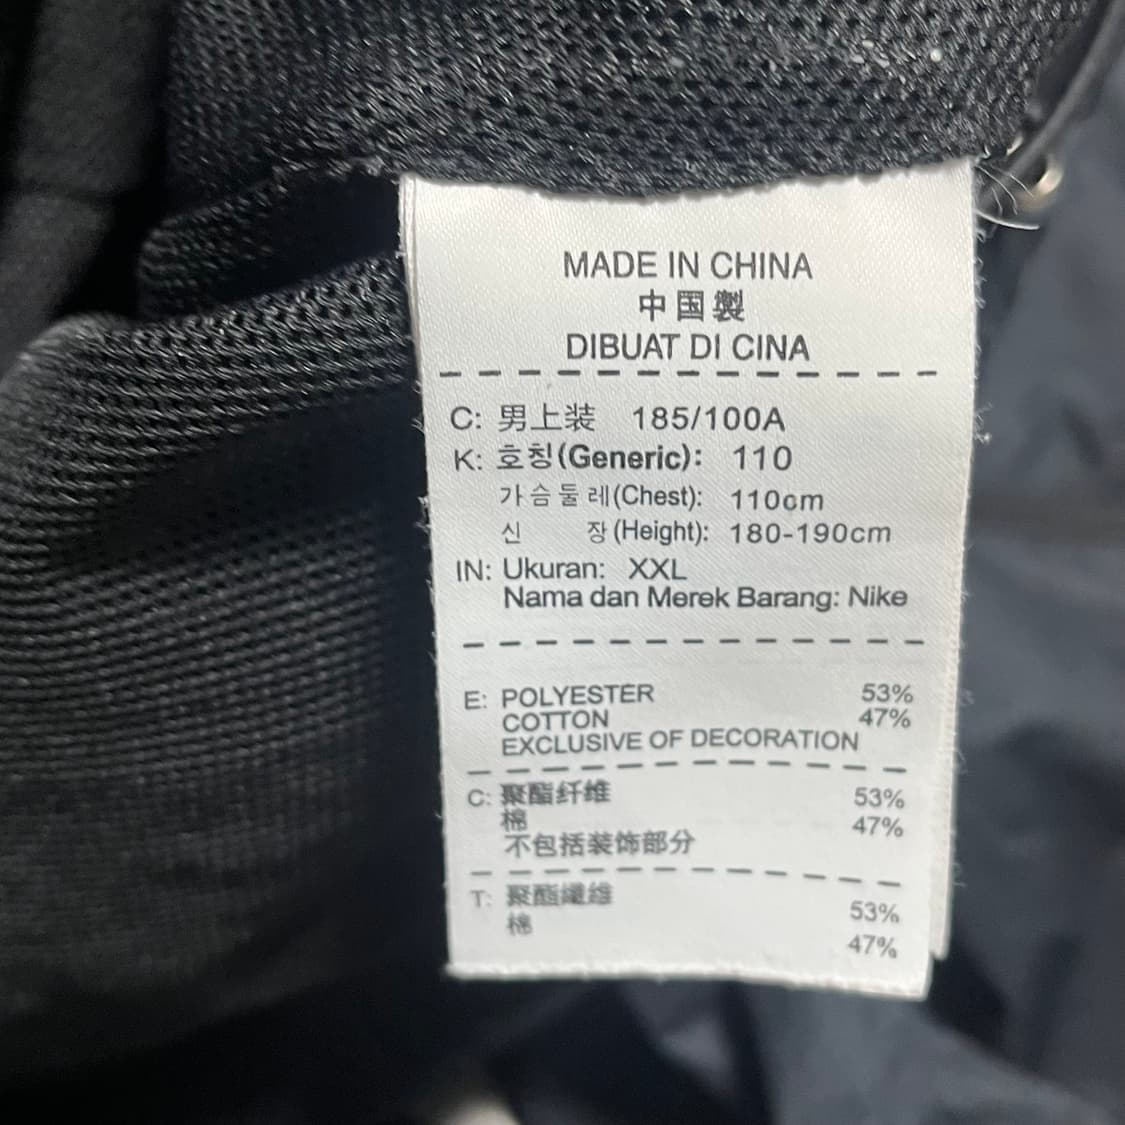 MADE IN CHINA
中国製
DIBUAT DI CINA
C: 男上装 185/100A
K: 호칭(Generic): 110
가슴둘레(Chest): 110cm
신 장(Height): 180-190cm
IN: Ukuran: XXL
Nama dan Merek Barang: Nike
E: POLYESTER 53%
COTTON 47%
EXCLUSIVE OF DECORATION
C: 聚酯纤维 53%
棉 47%
不包括装饰部分
T: 聚酯纖維 53%
棉 47%